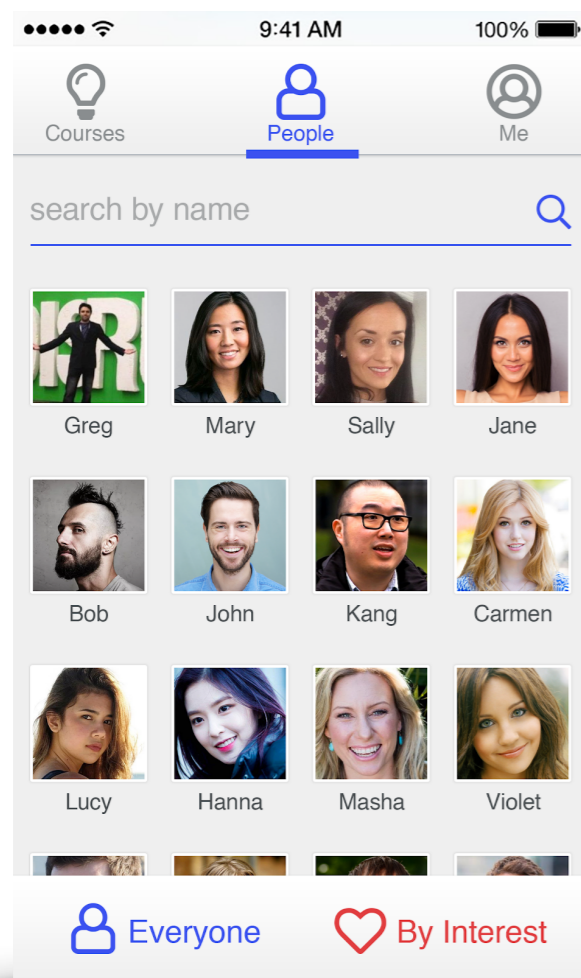 9:41 AM 100%
Courses People Me
search by name
Greg Mary Sally Jane
Bob John Kang Carmen
Lucy Hanna Masha Violet
Everyone By Interest